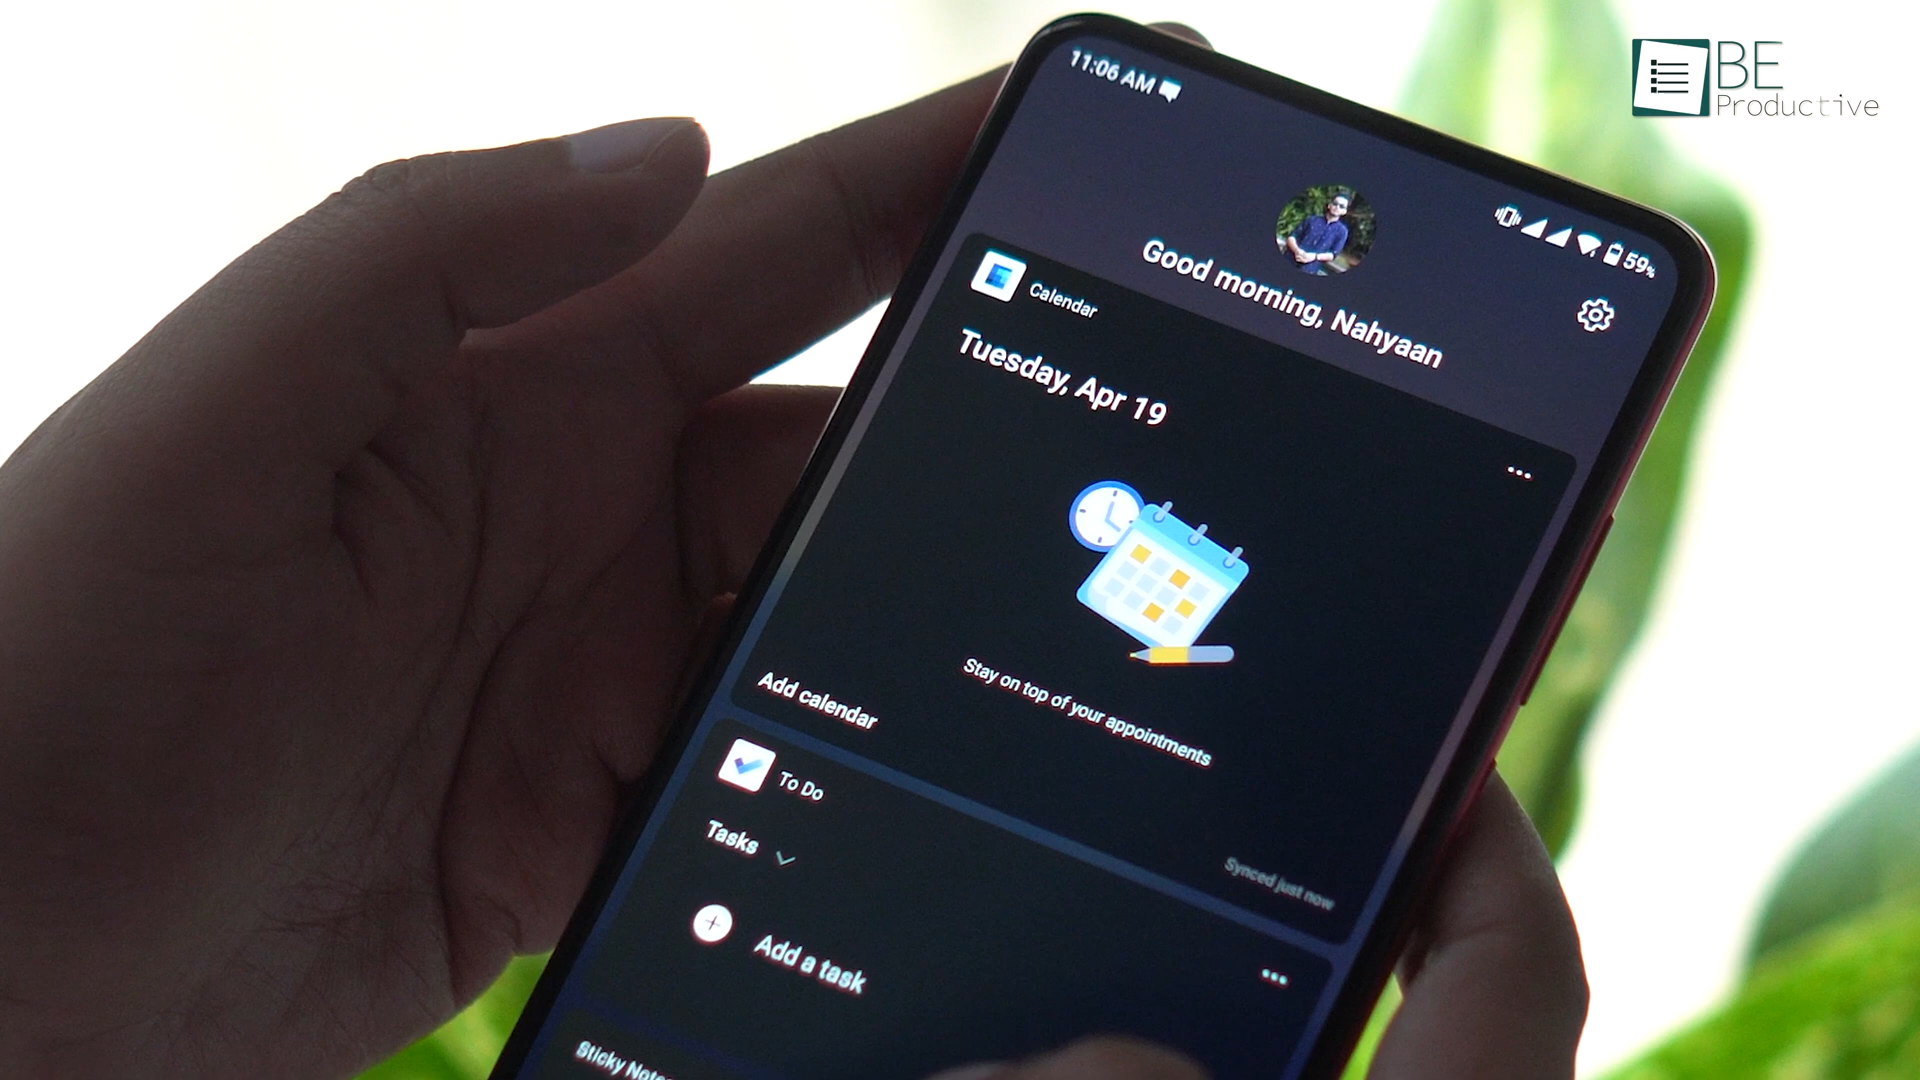 BE
Productive
11:06 AM
59%
Good morning, Nahyaan
Calendar
Tuesday, Apr 19
Stay on top of your appointments
Add calendar
Synced just now
To Do
Tasks
Add a task
Sticky Notes